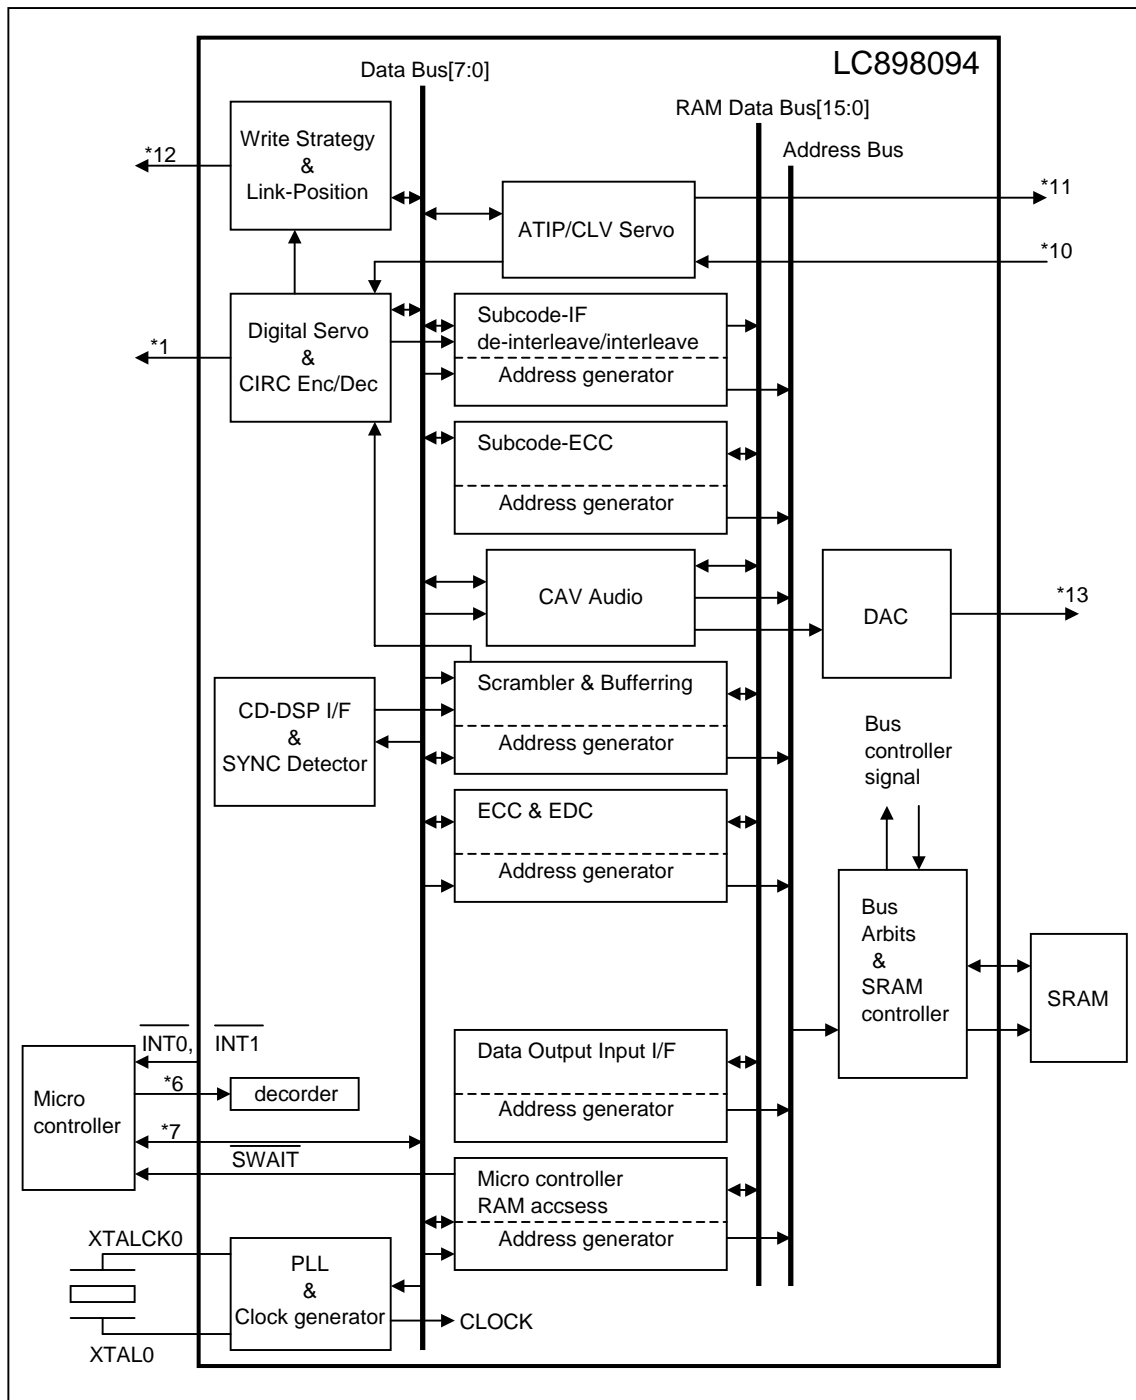 LC898094
Data Bus[7:0]
RAM Data Bus[15:0]
Address Bus
Write Strategy
&
Link-Position
*12
ATIP/CLV Servo
*11
*10
Digital Servo
&
CIRC Enc/Dec
*1
Subcode-IF
de-interleave/interleave
Address generator
Subcode-ECC
Address generator
CAV Audio
DAC
*13
Scrambler & Bufferring
Address generator
CD-DSP I/F
&
SYNC Detector
Bus
controller
signal
ECC & EDC
Address generator
Bus
Arbits
&
SRAM
controller
SRAM
INT0, INT1
Micro
controller
*6
decorder
*7
SWAIT
Data Output Input I/F
Address generator
Micro controller
RAM accsess
Address generator
XTALCK0
PLL
&
Clock generator
CLOCK
XTAL0